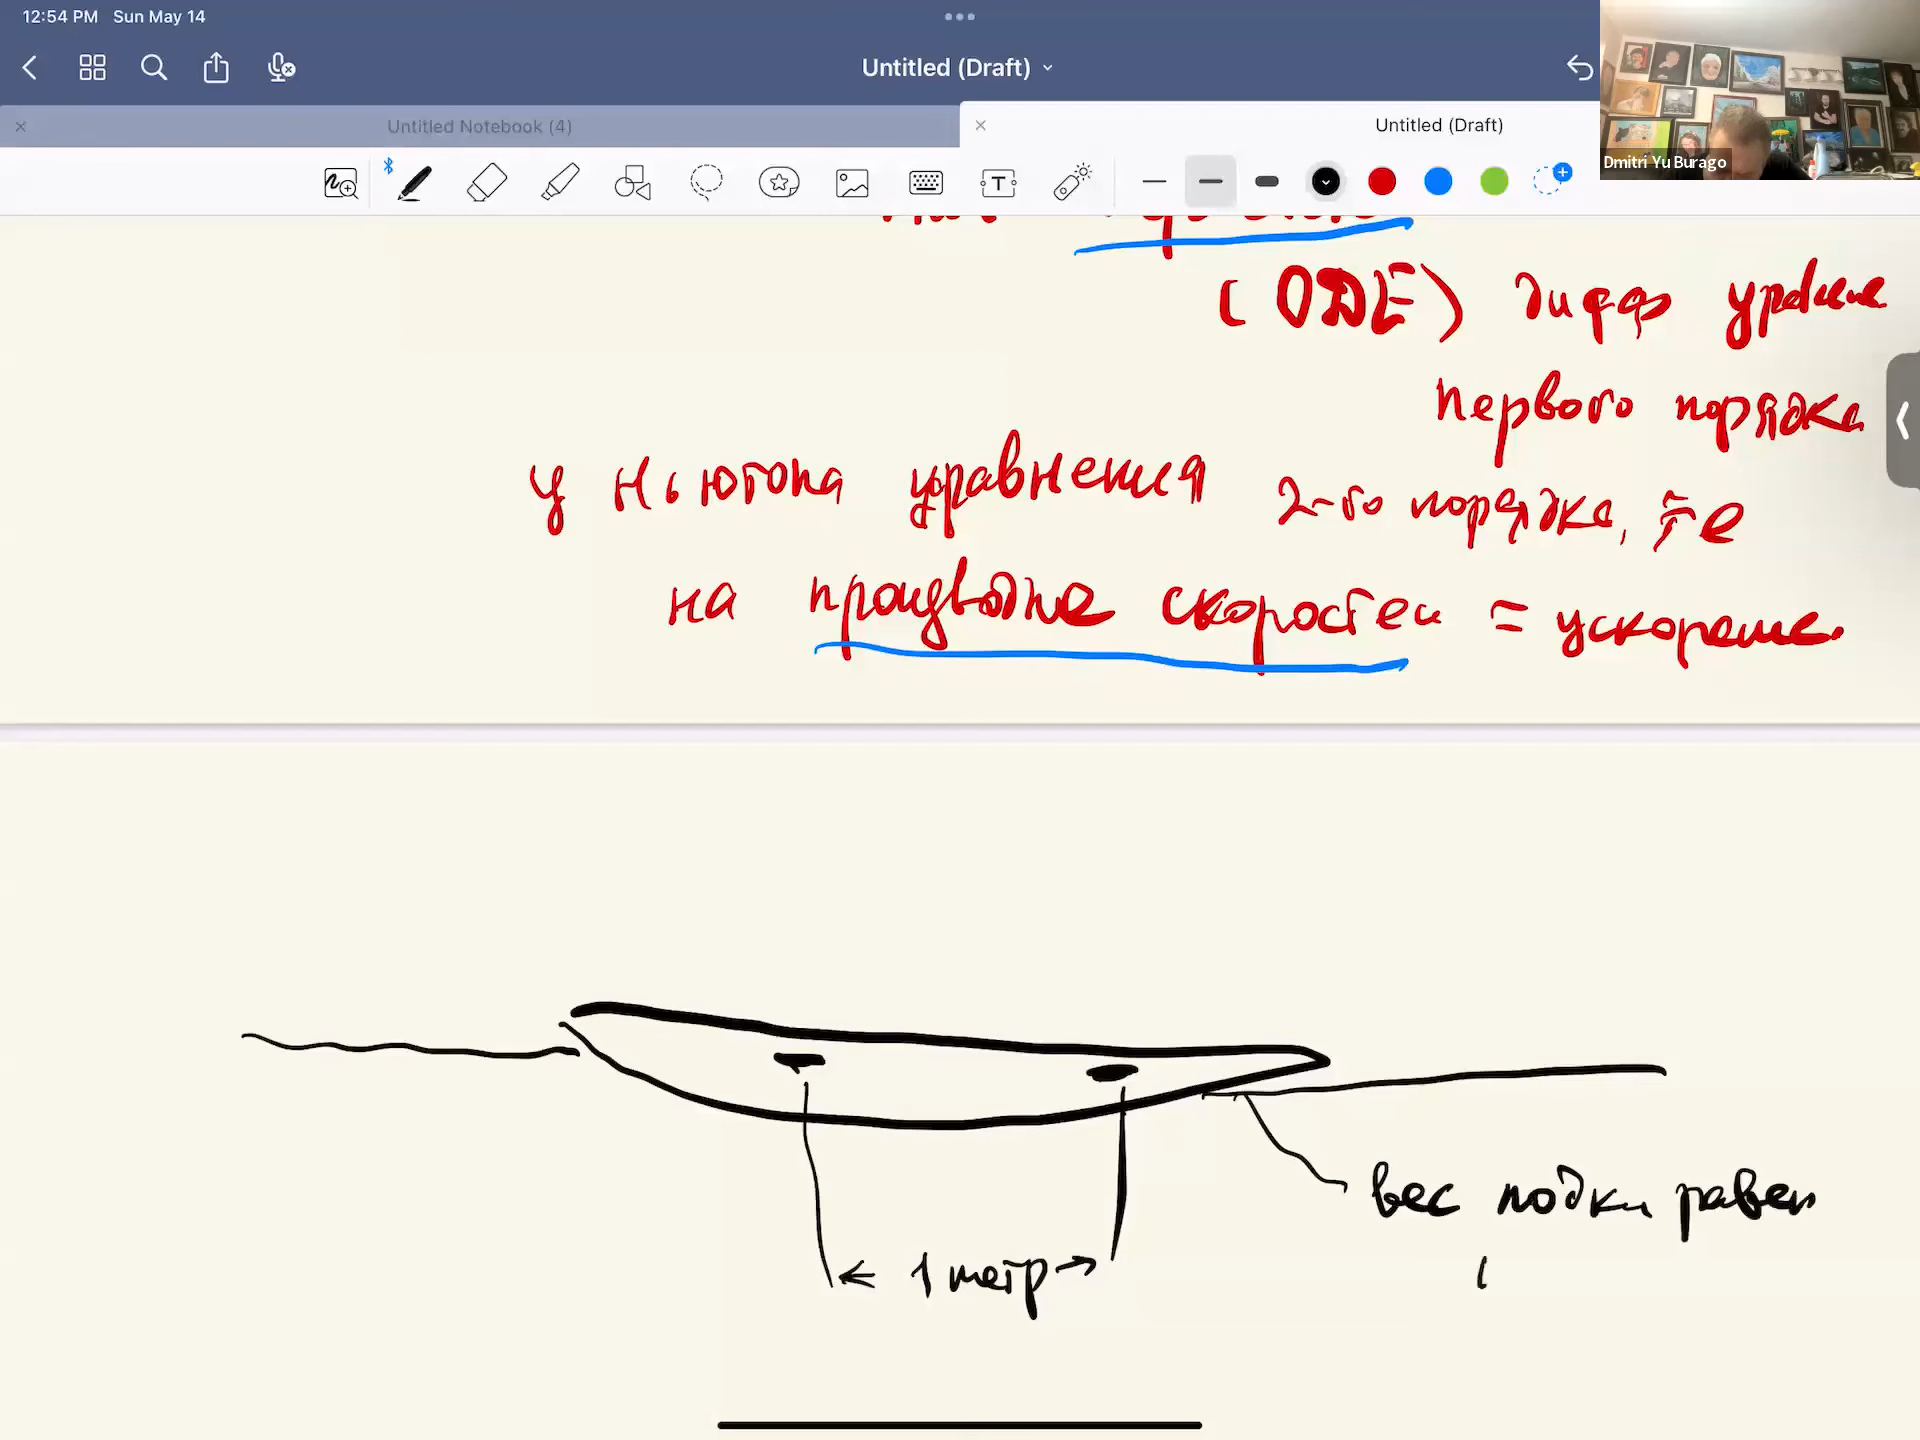 12:54 PM Sun May 14
Untitled (Draft)
Untitled Notebook (4)
Untitled (Draft)
Dmitri Yu Burago
(ODE) дифф уравнение
первого порядка
у Ньютона уравнения 2-го порядка, те
на производные скоростей = ускорение
1 метр
вес лодки равен